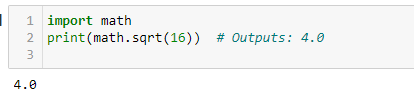 1 import math
2 print(math.sqrt(16))  # Outputs: 4.0
3
4.0